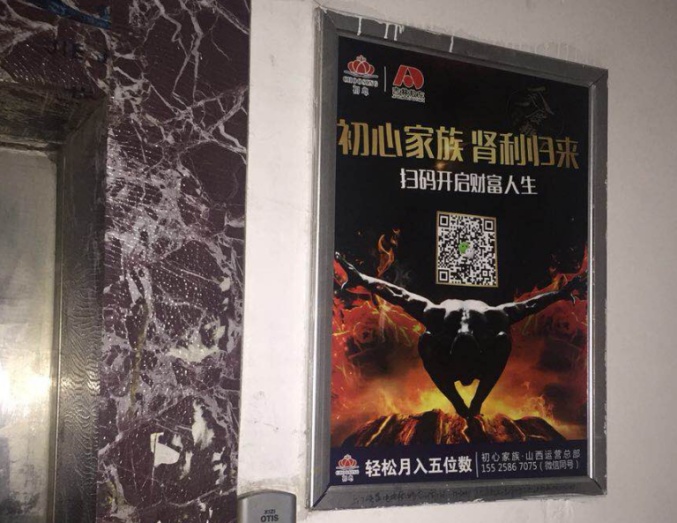 初心家族 肾利归来
扫码开启财富人生
轻松月入五位数
初心家族·山西运营总部
155 2586 7075（微信同号）
OTIS